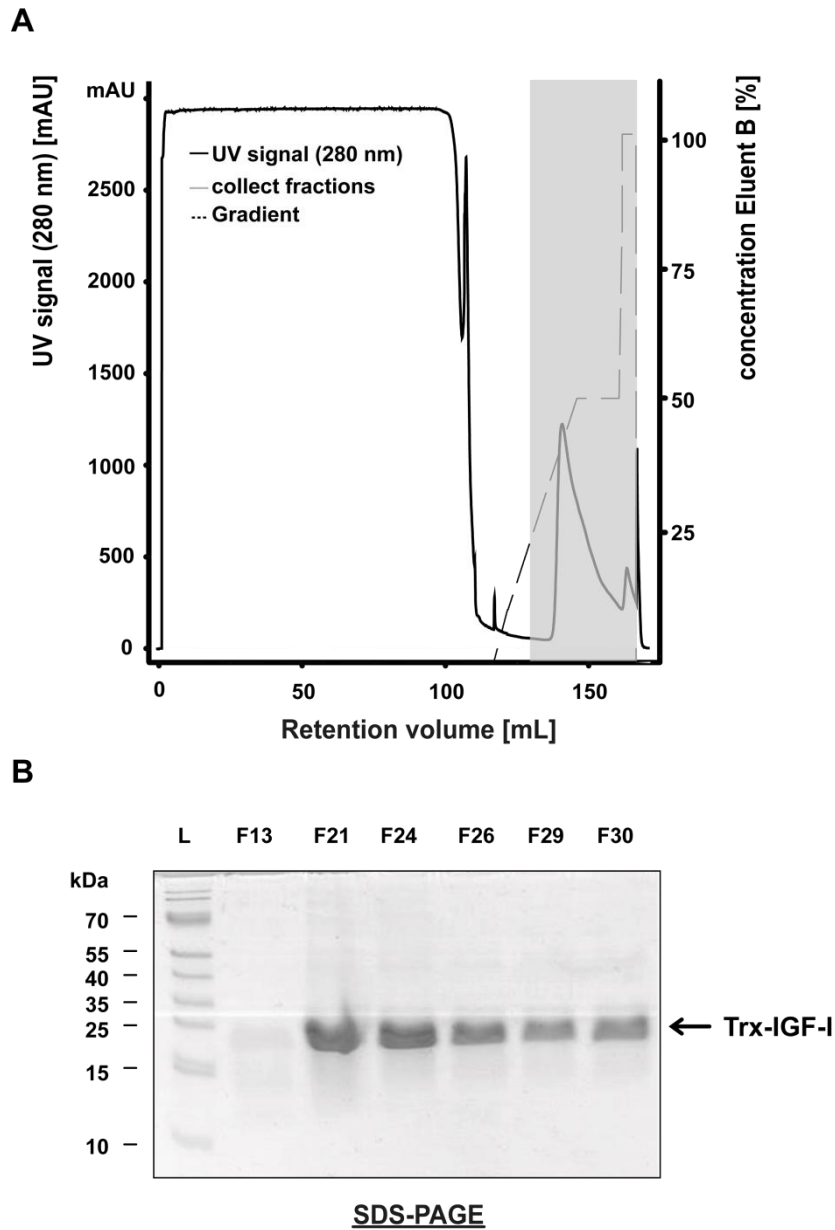 A
UV signal (280 nm) [mAU]
mAU
2500
2000
1500
1000
500
0
UV signal (280 nm)
collect fractions
Gradient
100
75
50
25
concentration Eluent B [%]
0 50 100 150
Retention volume [mL]
B
L F13 F21 F24 F26 F29 F30
kDa
70
55
40
35
25
15
10
Trx-IGF-I
SDS-PAGE